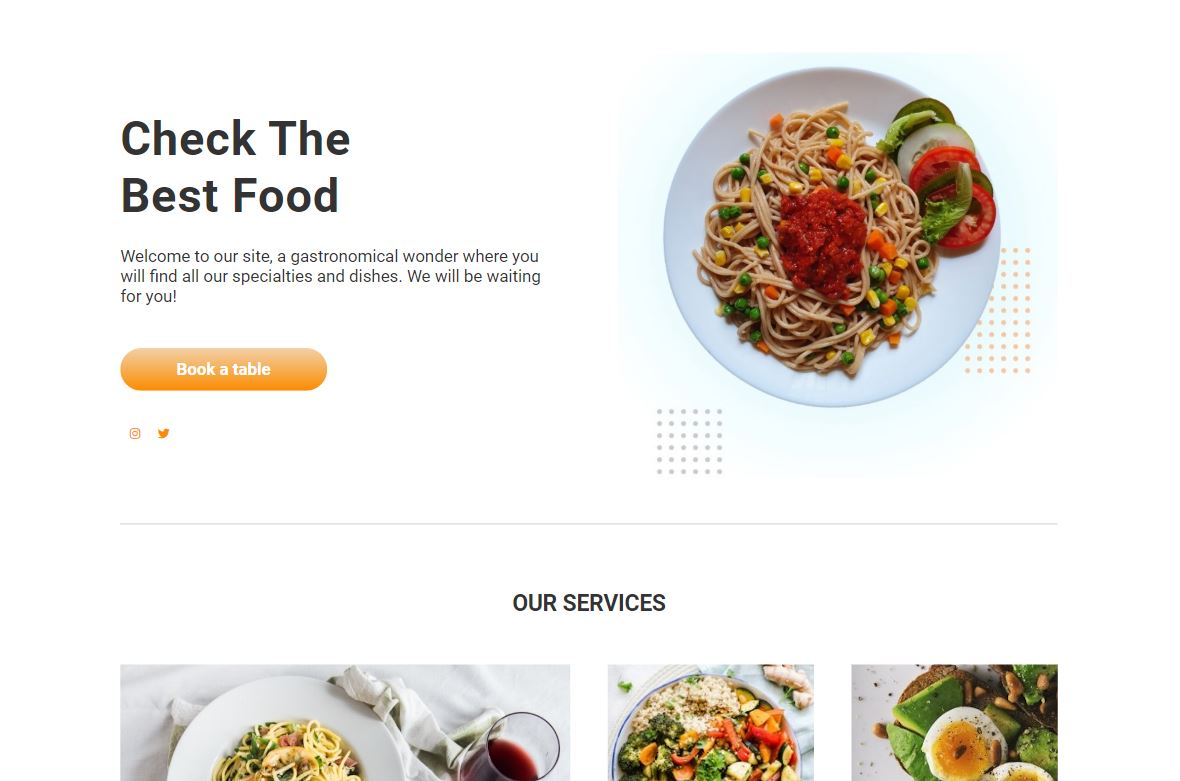 Check The
Best Food
Welcome to our site, a gastronomical wonder where you
will find all our specialties and dishes. We will be waiting
for you!
Book a table
OUR SERVICES